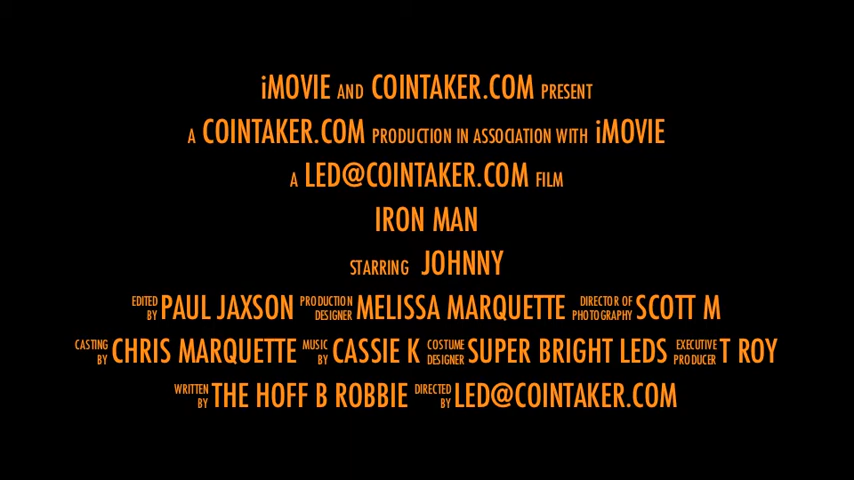 iMOVIE AND COINTAKER.COM PRESENT
A COINTAKER.COM PRODUCTION IN ASSOCIATION WITH iMOVIE
A LED@COINTAKER.COM FILM
IRON MAN
STARRING JOHNNY
EDITED BY PAUL JAXSON PRODUCTION DESIGNER MELISSA MARQUETTE DIRECTOR OF PHOTOGRAPHY SCOTT M
CASTING BY CHRIS MARQUETTE MUSIC BY CASSIE K COSTUME DESIGNER SUPER BRIGHT LEDS EXECUTIVE PRODUCER T ROY
WRITTEN BY THE HOFF B ROBBIE DIRECTED BY LED@COINTAKER.COM